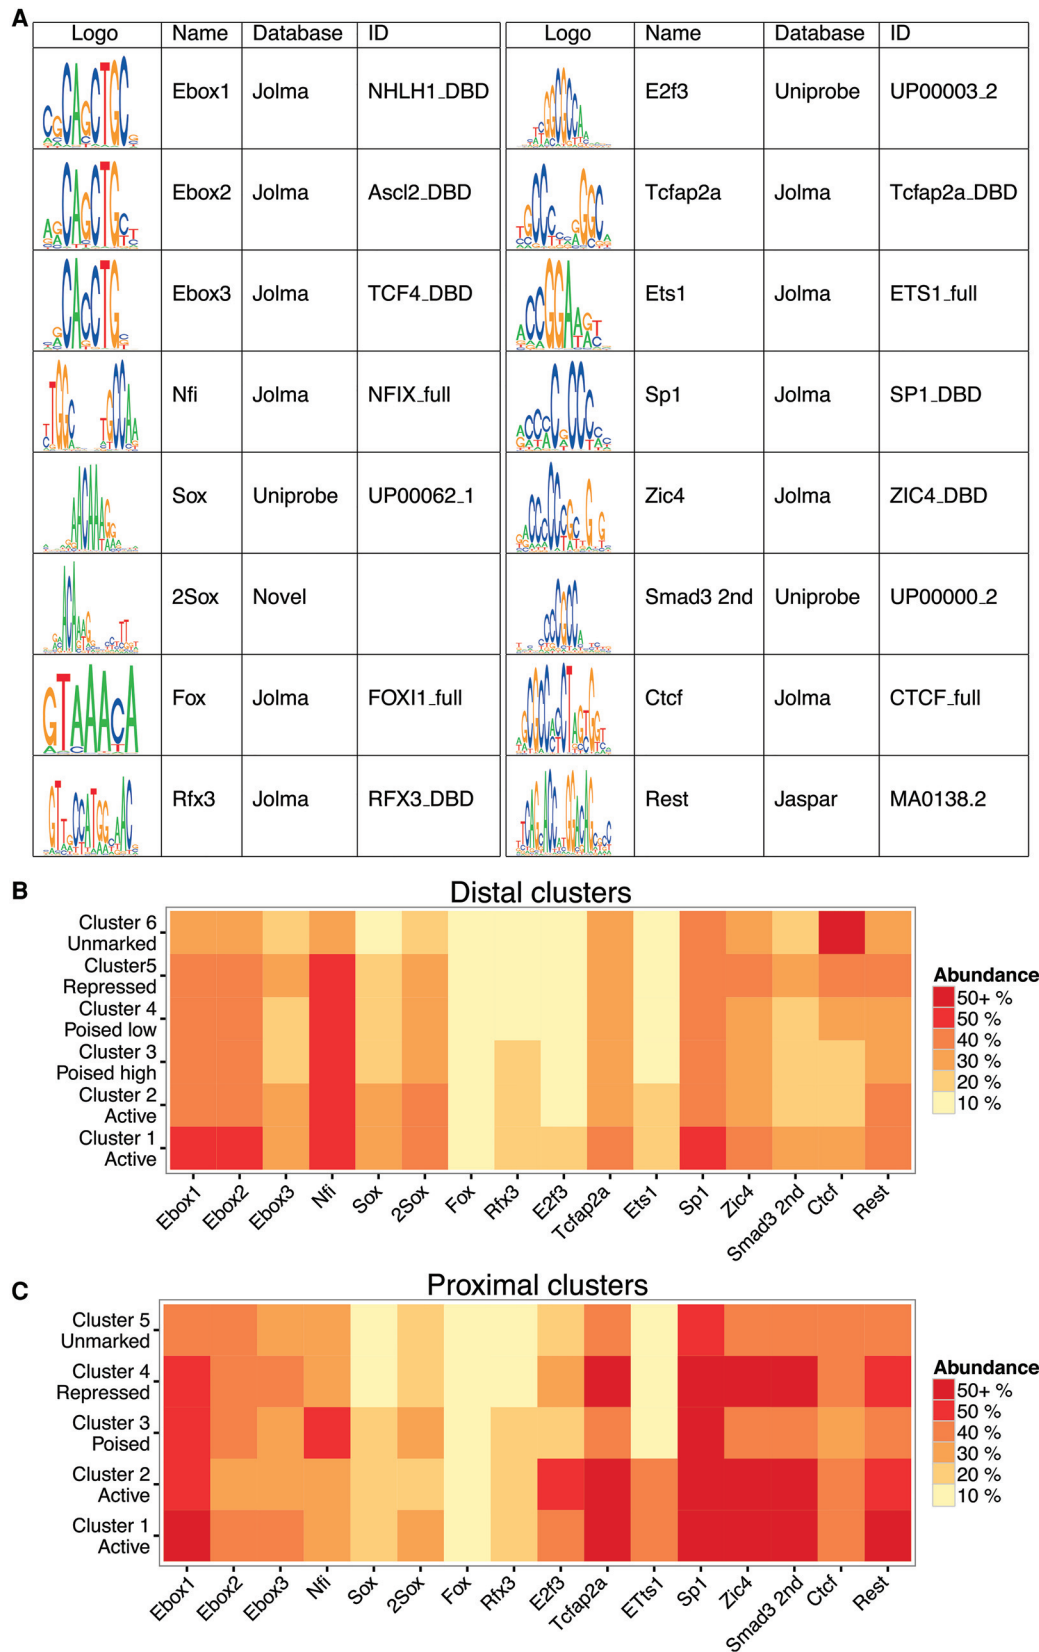 A
Logo Name Database ID Logo Name Database ID
Ebox1 Jolma NHLH1_DBD E2f3 Uniprobe UP00003_2
Ebox2 Jolma Ascl2_DBD Tcfap2a Jolma Tcfap2a_DBD
Ebox3 Jolma TCF4_DBD Ets1 Jolma ETS1_full
Nfi Jolma NFIX_full Sp1 Jolma SP1_DBD
Sox Uniprobe UP00062_1 Zic4 Jolma ZIC4_DBD
2Sox Novel Smad3 2nd Uniprobe UP00000_2
Fox Jolma FOXI1_full Ctcf Jolma CTCF_full
Rfx3 Jolma RFX3_DBD Rest Jaspar MA0138.2
B
Distal clusters
Cluster 6
Unmarked
Cluster5
Repressed
Cluster 4
Poised low
Cluster 3
Poised high
Cluster 2
Active
Cluster 1
Active
Abundance
50+ %
50 %
40 %
30 %
20 %
10 %
Ebox1 Ebox2 Ebox3 Nfi Sox 2Sox Fox Rfx3 E2f3 Tcfap2a Ets1 Sp1 Zic4 Smad3 2nd Ctcf Rest
C
Proximal clusters
Cluster 5
Unmarked
Cluster 4
Repressed
Cluster 3
Poised
Cluster 2
Active
Cluster 1
Active
Abundance
50+ %
50 %
40 %
30 %
20 %
10 %
Ebox1 Ebox2 Ebox3 Nfi Sox 2Sox Fox Rfx3 E2f3 Tcfap2a ETts1 Sp1 Zic4 Smad3 2nd Ctcf Rest